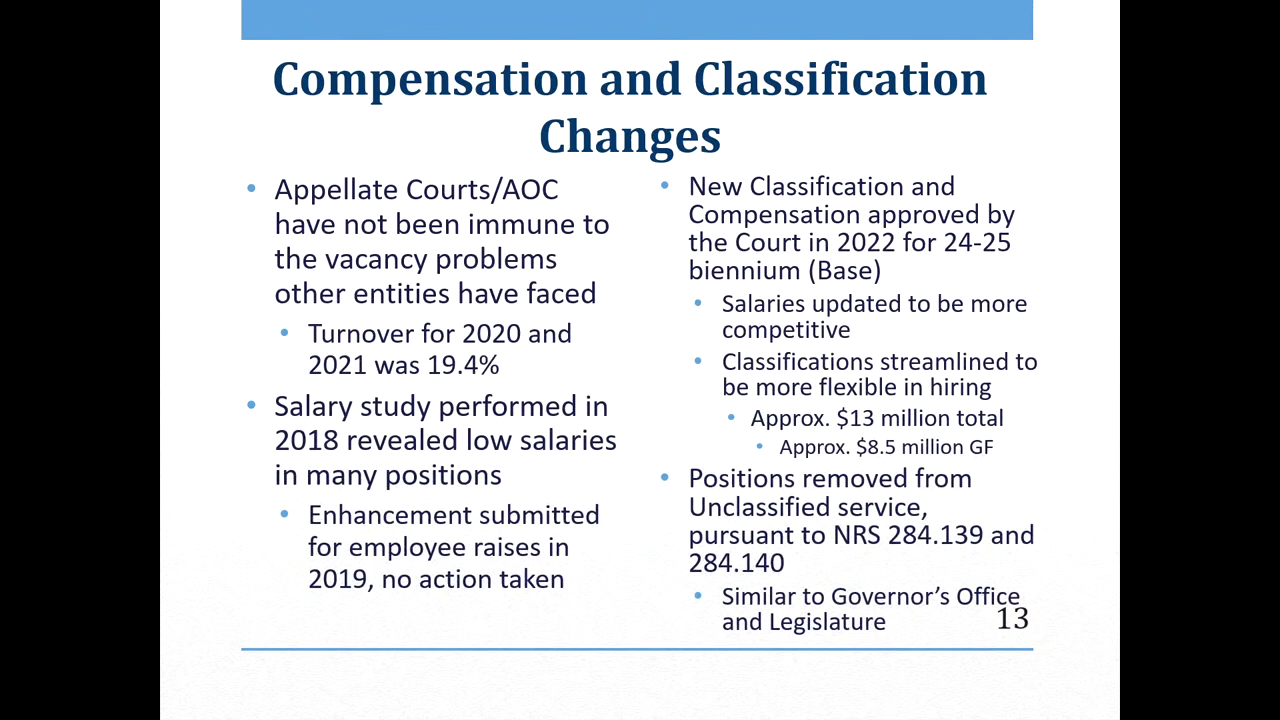 Compensation and Classification
Changes
• Appellate Courts/AOC
have not been immune to
the vacancy problems
other entities have faced
• Turnover for 2020 and
2021 was 19.4%
• Salary study performed in
2018 revealed low salaries
in many positions
• Enhancement submitted
for employee raises in
2019, no action taken
• New Classification and
Compensation approved by
the Court in 2022 for 24-25
biennium (Base)
• Salaries updated to be more
competitive
• Classifications streamlined to
be more flexible in hiring
• Approx. $13 million total
• Approx. $8.5 million GF
• Positions removed from
Unclassified service,
pursuant to NRS 284.139 and
284.140
• Similar to Governor’s Office
and Legislature
13